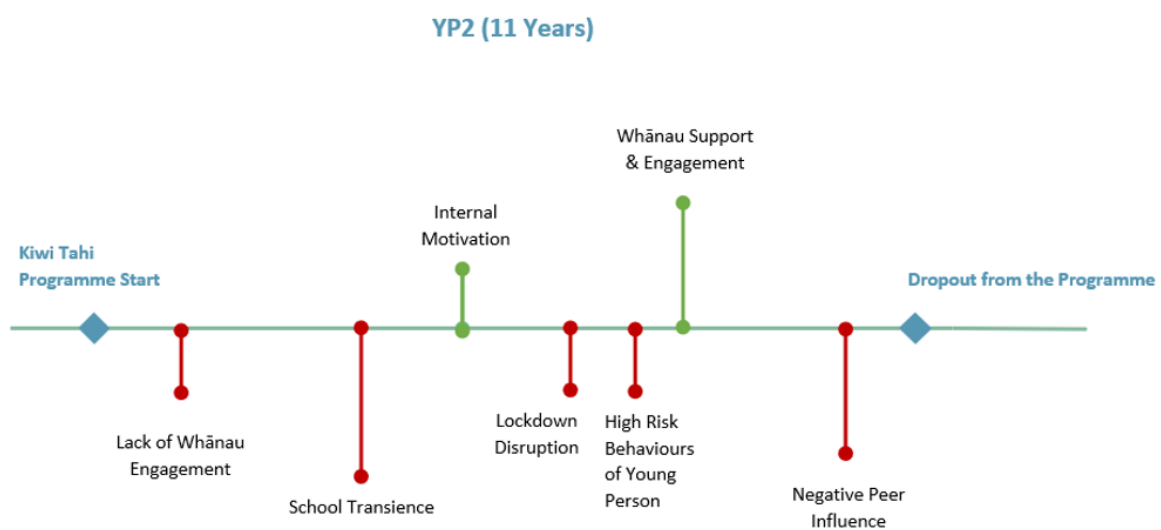 YP2 (11 Years)
Whānau Support
& Engagement
Internal
Motivation
Kiwi Tahi
Programme Start
Dropout from the Programme
Lack of Whānau
Engagement
School Transience
Lockdown
Disruption
High Risk
Behaviours
of Young
Person
Negative Peer
Influence